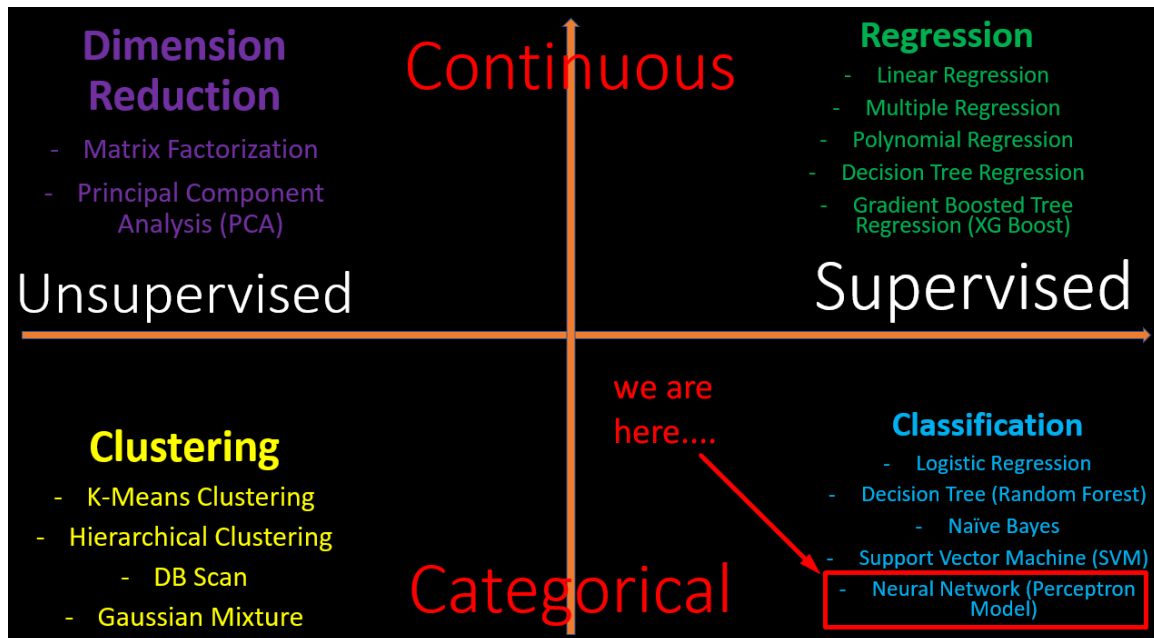 Dimension
Reduction
- Matrix Factorization
- Principal Component
Analysis (PCA)
Continuous
Regression
- Linear Regression
- Multiple Regression
- Polynomial Regression
- Decision Tree Regression
- Gradient Boosted Tree
Regression (XG Boost)
Unsupervised
Supervised
we are
here....
Clustering
- K-Means Clustering
- Hierarchical Clustering
- DB Scan
- Gaussian Mixture
Categorical
Classification
- Logistic Regression
- Decision Tree (Random Forest)
- Naïve Bayes
- Support Vector Machine (SVM)
- Neural Network (Perceptron
Model)